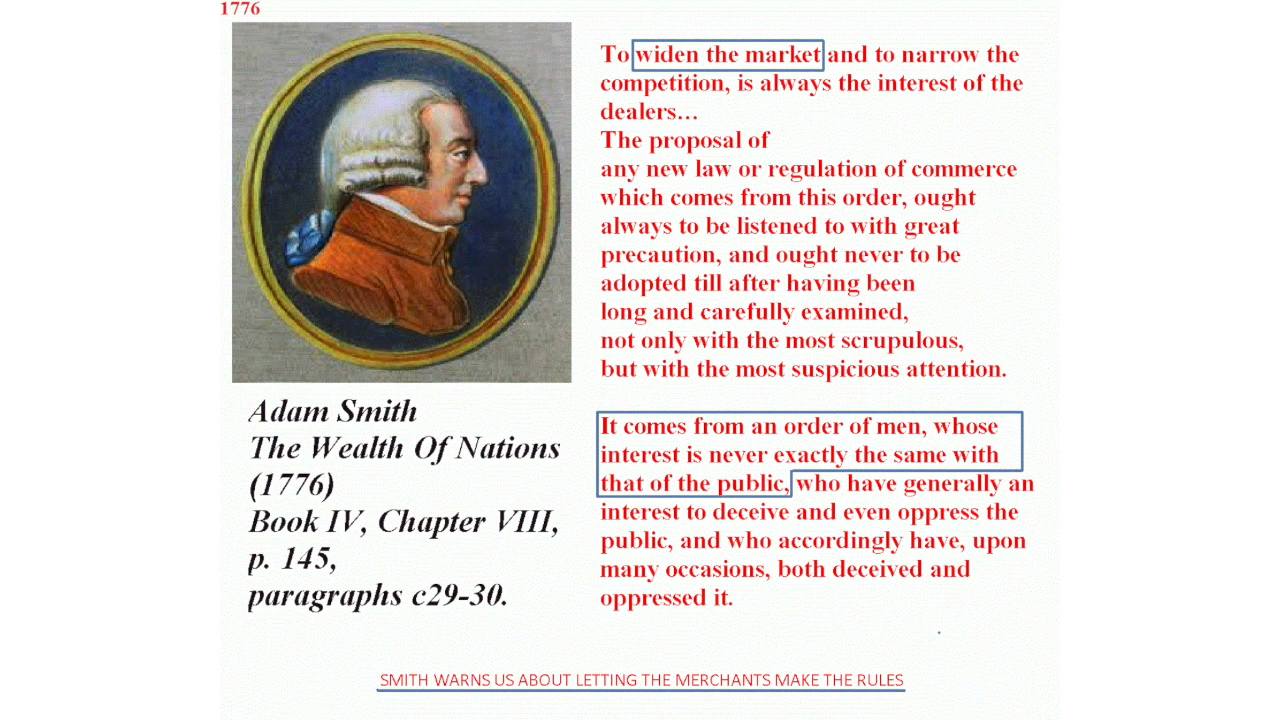 1776
To widen the market and to narrow the
competition, is always the interest of the
dealers…
The proposal of
any new law or regulation of commerce
which comes from this order, ought
always to be listened to with great
precaution, and ought never to be
adopted till after having been
long and carefully examined,
not only with the most scrupulous,
but with the most suspicious attention.
It comes from an order of men, whose
interest is never exactly the same with
that of the public, who have generally an
interest to deceive and even oppress the
public, and who accordingly have, upon
many occasions, both deceived and
oppressed it.
Adam Smith
The Wealth Of Nations
(1776)
Book IV, Chapter VIII,
p. 145,
paragraphs c29-30.
SMITH WARNS US ABOUT LETTING THE MERCHANTS MAKE THE RULES